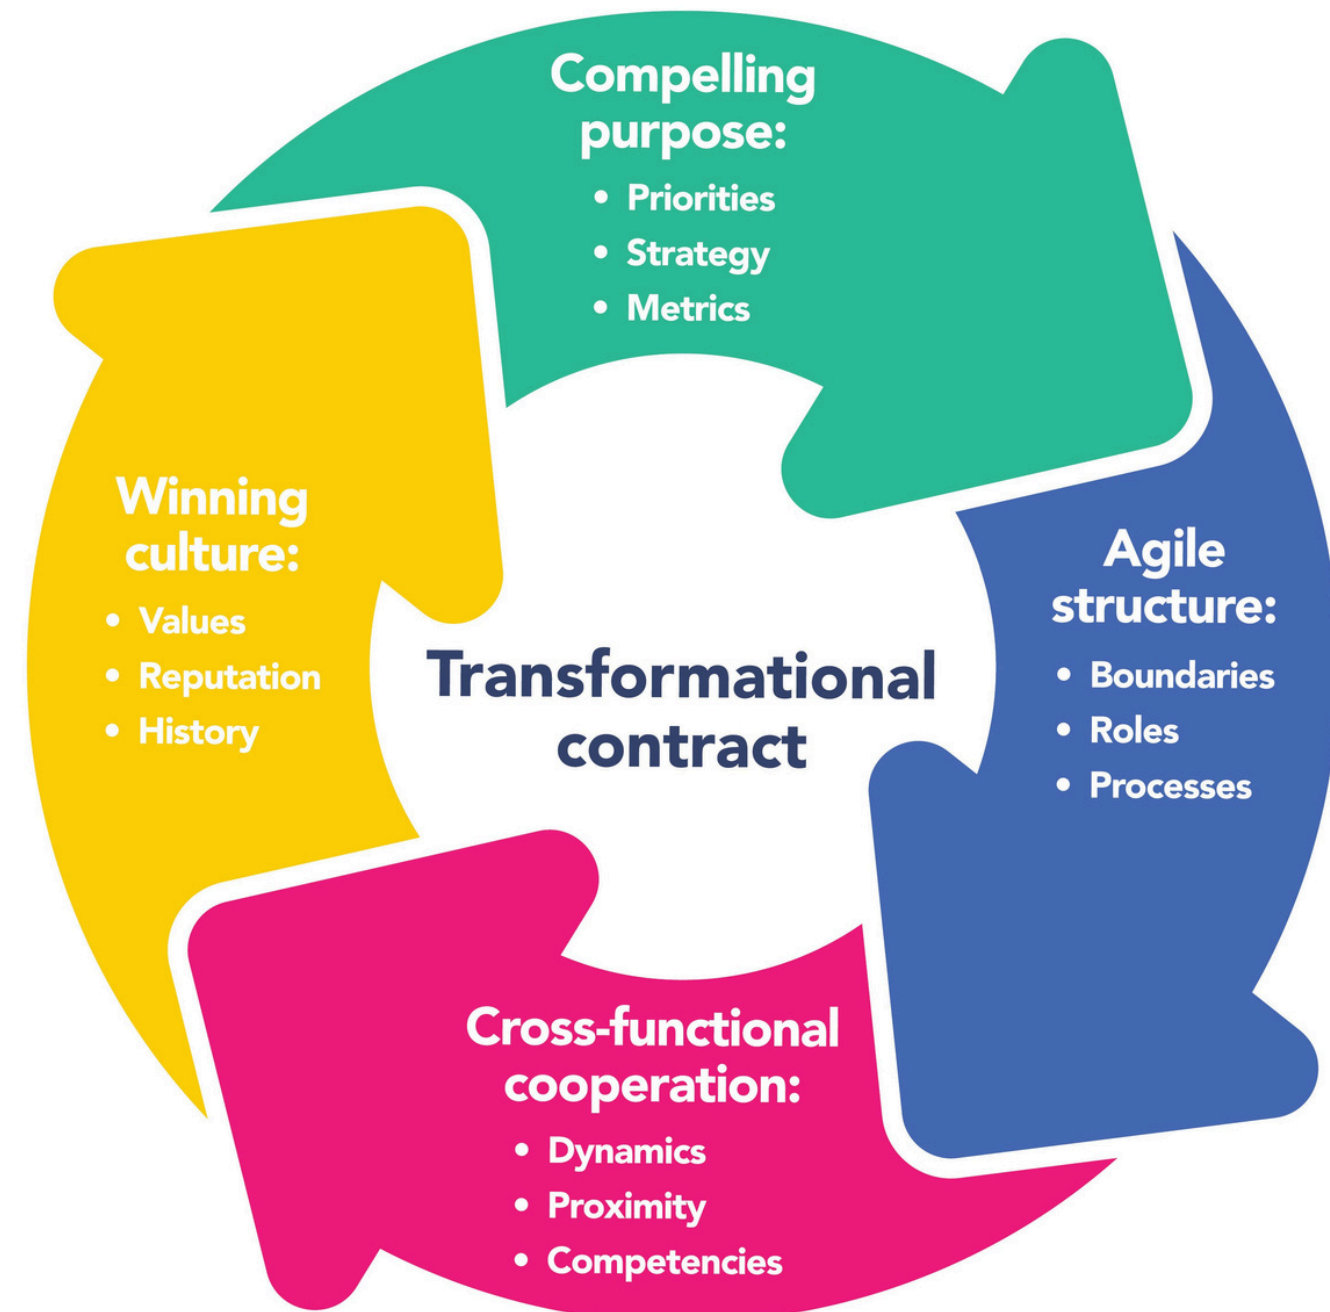 Compelling
purpose:
• Priorities
• Strategy
• Metrics
Agile
structure:
• Boundaries
• Roles
• Processes
Cross-functional
cooperation:
• Dynamics
• Proximity
• Competencies
Winning
culture:
• Values
• Reputation
• History
Transformational
contract